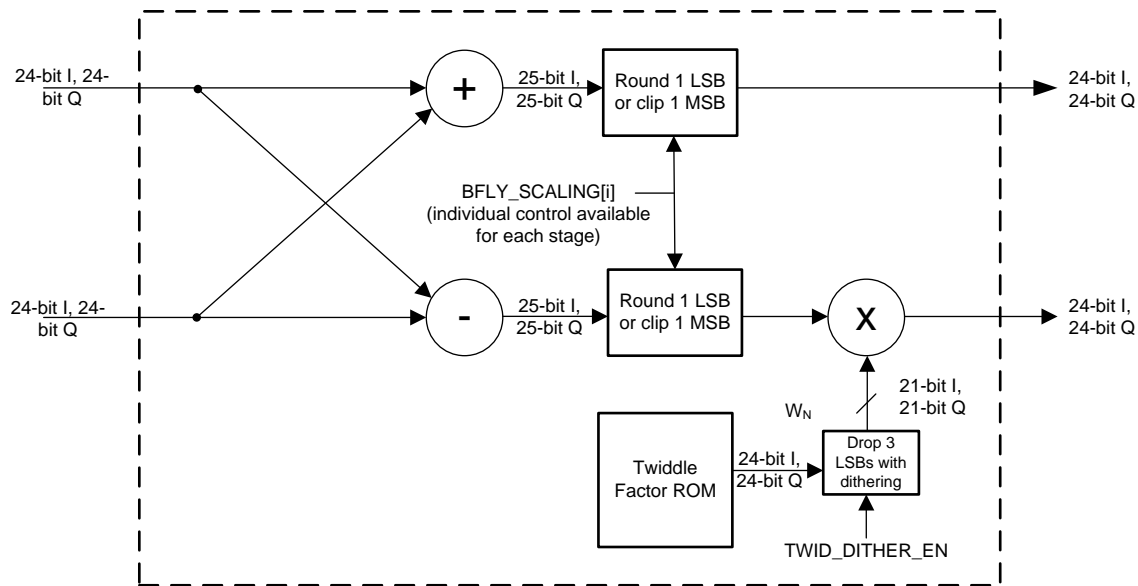 24-bit I, 24-
bit Q
+
25-bit I,
25-bit Q
Round 1 LSB
or clip 1 MSB
24-bit I,
24-bit Q
BFLY_SCALING[i]
(individual control available
for each stage)
24-bit I, 24-
bit Q
-
25-bit I,
25-bit Q
Round 1 LSB
or clip 1 MSB
X
24-bit I,
24-bit Q
21-bit I,
21-bit Q
WN
Twiddle
Factor ROM
24-bit I,
24-bit Q
Drop 3
LSBs with
dithering
TWID_DITHER_EN